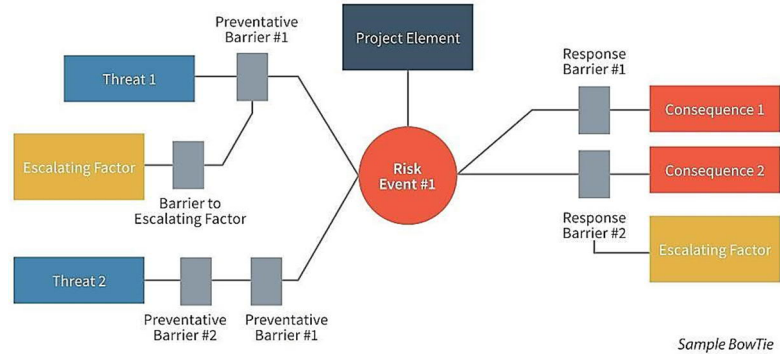 Preventative
Barrier #1
Project Element
Response
Barrier #1
Threat 1
Consequence 1
Escalating Factor
Risk
Event #1
Consequence 2
Barrier to
Escalating Factor
Response
Barrier #2
Escalating Factor
Threat 2
Preventative
Barrier #2
Preventative
Barrier #1
Sample BowTie